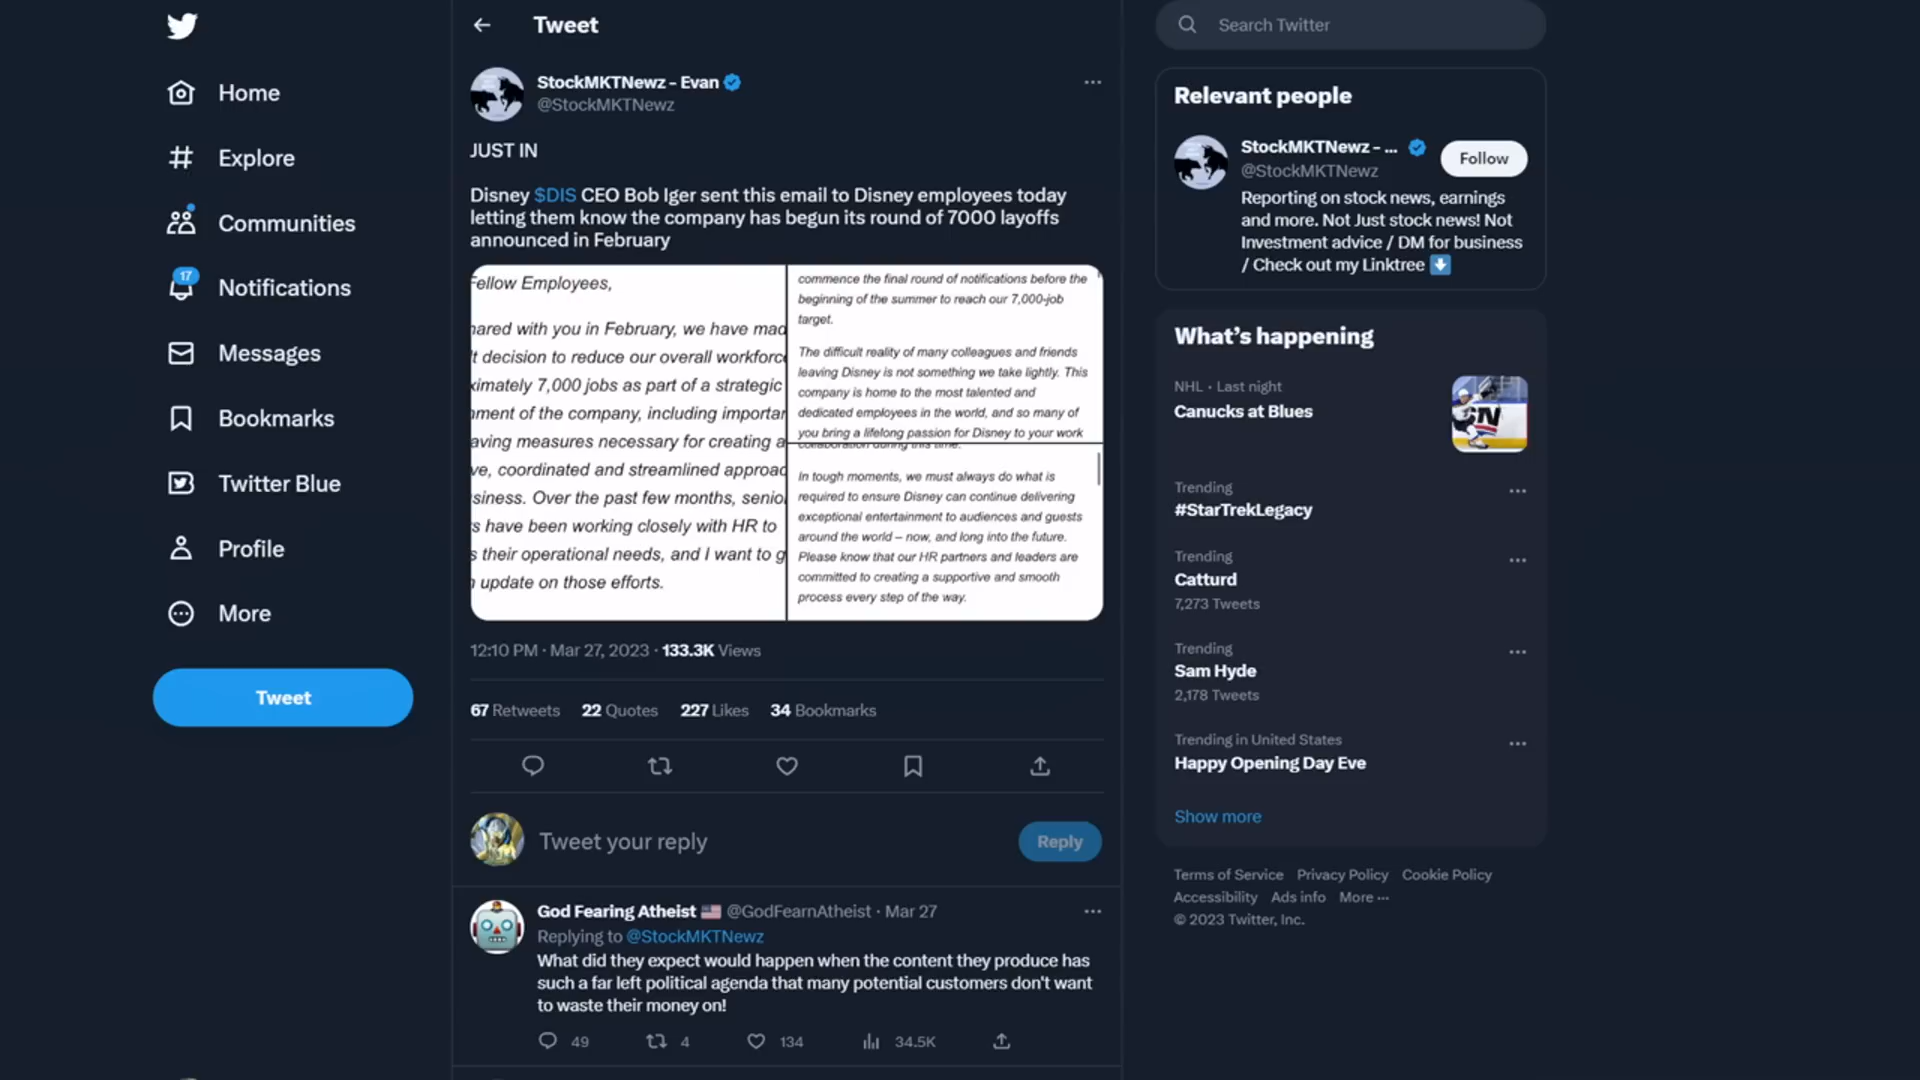 Home
Explore
Communities
17
Notifications
Messages
Bookmarks
Twitter Blue
Profile
More
Tweet
Tweet
StockMKTNewz - Evan
@StockMKTNewz
JUST IN
Disney $DIS CEO Bob Iger sent this email to Disney employees today
letting them know the company has begun its round of 7000 layoffs
announced in February
Fellow Employees,
hared with you in February, we have mad
t decision to reduce our overall workforc
ximately 7,000 jobs as part of a strategic
nment of the company, including importan
aving measures necessary for creating a
ve, coordinated and streamlined approac
siness. Over the past few months, senio
s have been working closely with HR to
s their operational needs, and I want to g
n update on those efforts.
commence the final round of notifications before the
beginning of the summer to reach our 7,000-job
target.
The difficult reality of many colleagues and friends
leaving Disney is not something we take lightly. This
company is home to the most talented and
dedicated employees in the world, and so many of
you bring a lifelong passion for Disney to your work
collaboration during this time.
In tough moments, we must always do what is
required to ensure Disney can continue delivering
exceptional entertainment to audiences and guests
around the world – now, and long into the future.
Please know that our HR partners and leaders are
committed to creating a supportive and smooth
process every step of the way.
12:10 PM · Mar 27, 2023 · 133.3K Views
67 Retweets 22 Quotes 227 Likes 34 Bookmarks
Tweet your reply
Reply
God Fearing Atheist @GodFearnAtheist · Mar 27
Replying to @StockMKTNewz
What did they expect would happen when the content they produce has
such a far left political agenda that many potential customers don't want
to waste their money on!
49 4 134 34.5K
Search Twitter
Relevant people
StockMKTNewz - ...
@StockMKTNewz
Follow
Reporting on stock news, earnings
and more. Not Just stock news! Not
Investment advice / DM for business
/ Check out my Linktree
What's happening
NHL · Last night
Canucks at Blues
Trending
#StarTrekLegacy
Trending
Catturd
7,273 Tweets
Trending
Sam Hyde
2,178 Tweets
Trending in United States
Happy Opening Day Eve
Show more
Terms of Service Privacy Policy Cookie Policy
Accessibility Ads info More ...
© 2023 Twitter, Inc.